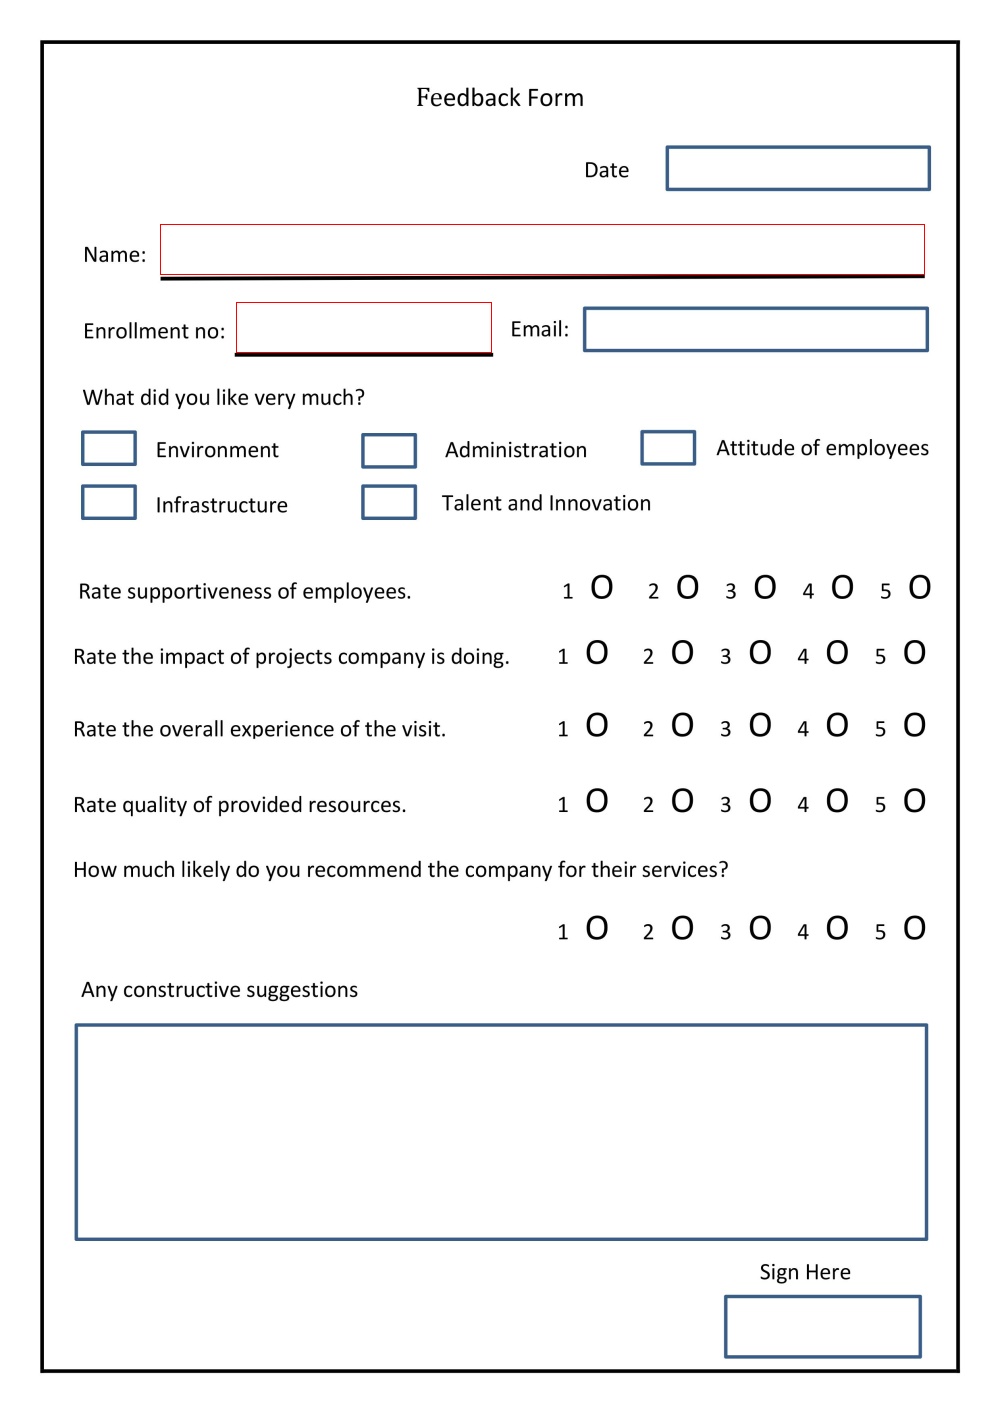 Feedback Form
Date
Name:
Enrollment no: Email:
What did you like very much?
Environment Administration Attitude of employees
Infrastructure Talent and Innovation
Rate supportiveness of employees. 1 O 2 O 3 O 4 O 5 O
Rate the impact of projects company is doing. 1 O 2 O 3 O 4 O 5 O
Rate the overall experience of the visit. 1 O 2 O 3 O 4 O 5 O
Rate quality of provided resources. 1 O 2 O 3 O 4 O 5 O
How much likely do you recommend the company for their services?
1 O 2 O 3 O 4 O 5 O
Any constructive suggestions
Sign Here